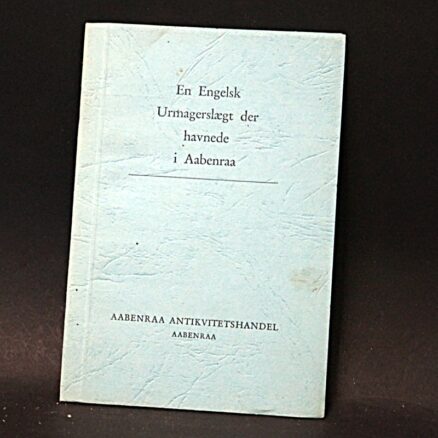 En Engelsk
Urmagerslægt der
havnede
i Aabenraa
AABENRAA ANTIKVITETSHANDEL
AABENRAA